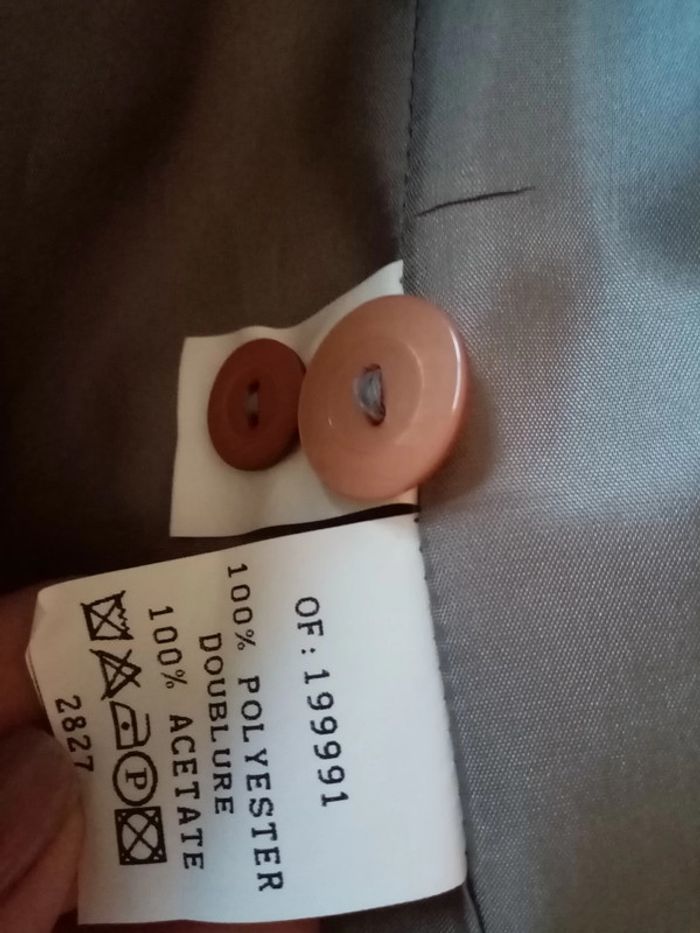 OF:199991
100% POLYESTER
DOUBLURE
100% ACETATE
P
2827